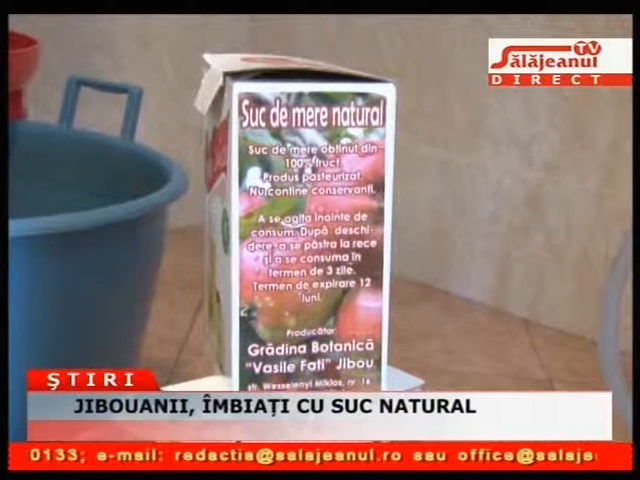 Sălăjeanul TV
DIRECT
Suc de mere natural
Suc de mere obținut din
100% fruct.
Produs pasteurizat.
Nu conține conservanți.
A se agita înainte de
consum. După deschi-
dere, a se păstra la rece
și a se consuma în
termen de 3 zile.
Termen de expirare 12
luni.
Producător:
Grădina Botanică
"Vasile Fati" Jibou,
str. Wesselenyi Miklos, nr. 16
ŞTIRI
JIBOUANII, ÎMBIAȚI CU SUC NATURAL
0133; e-mail: redactia@salajeanul.ro sau office@salaje